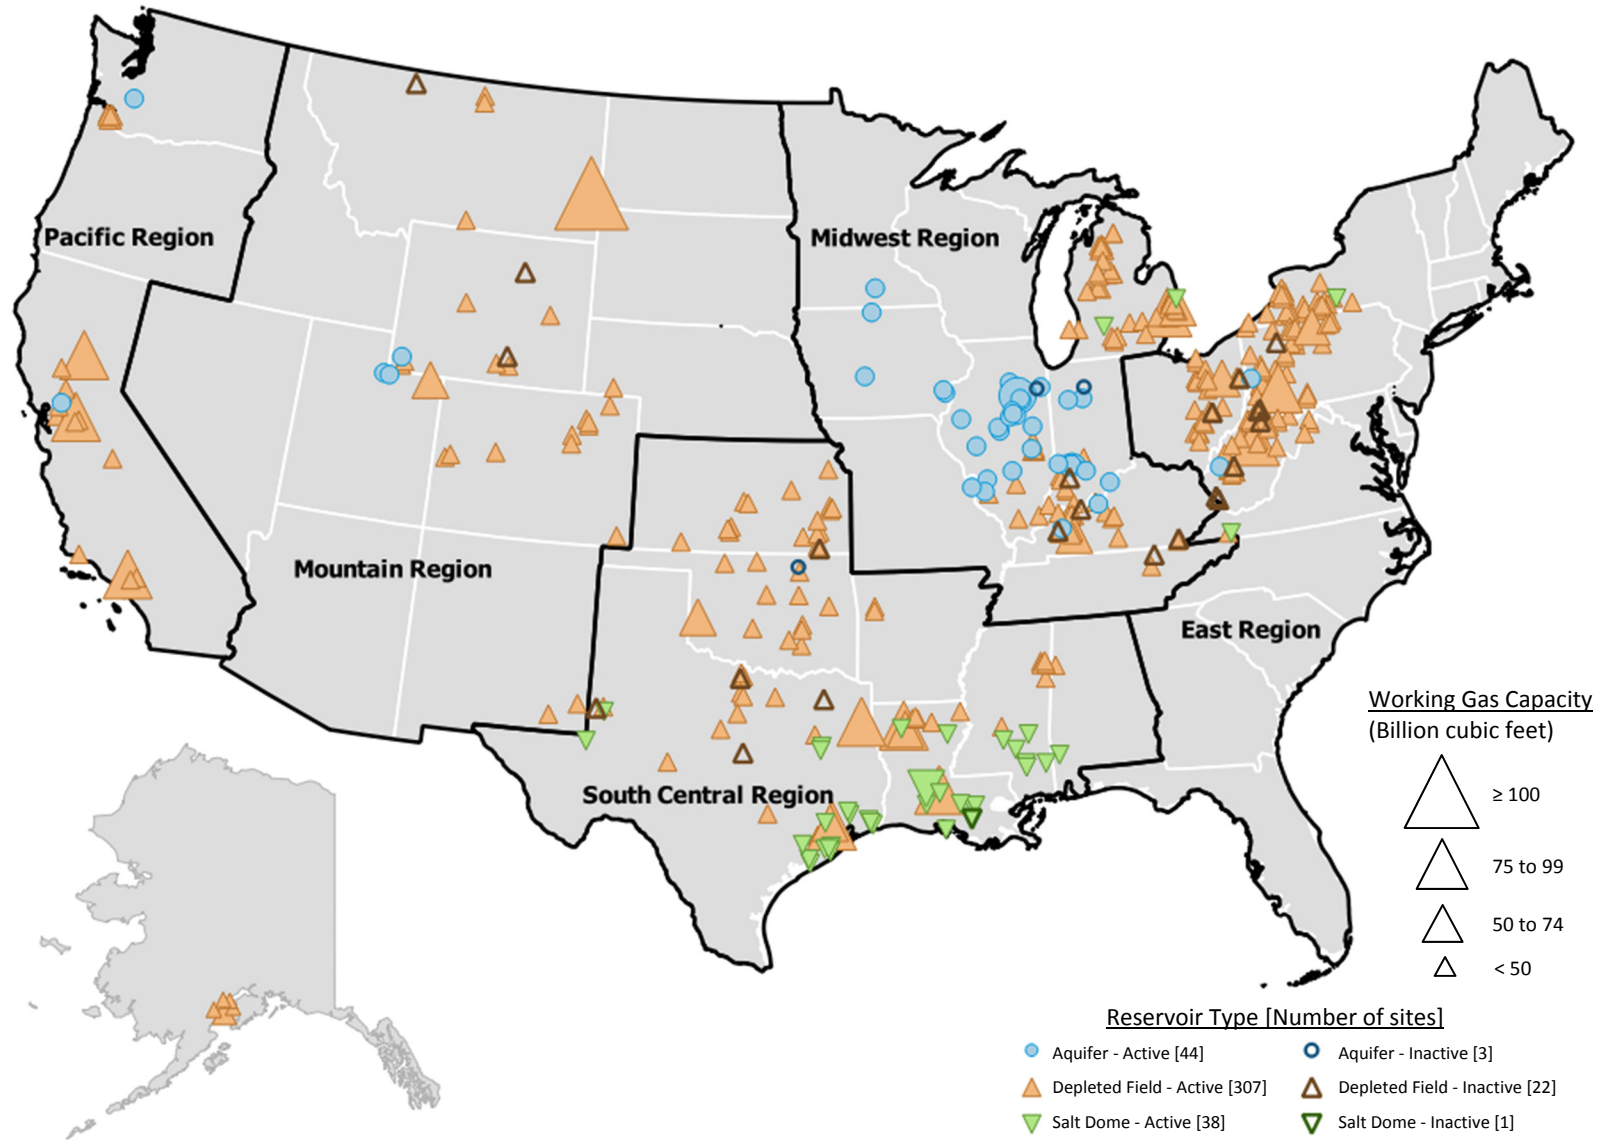 Pacific Region
Midwest Region
Mountain Region
East Region
South Central Region
Working Gas Capacity
(Billion cubic feet)
≥ 100
75 to 99
50 to 74
< 50
Reservoir Type [Number of sites]
Aquifer - Active [44]
Aquifer - Inactive [3]
Depleted Field - Active [307]
Depleted Field - Inactive [22]
Salt Dome - Active [38]
Salt Dome - Inactive [1]